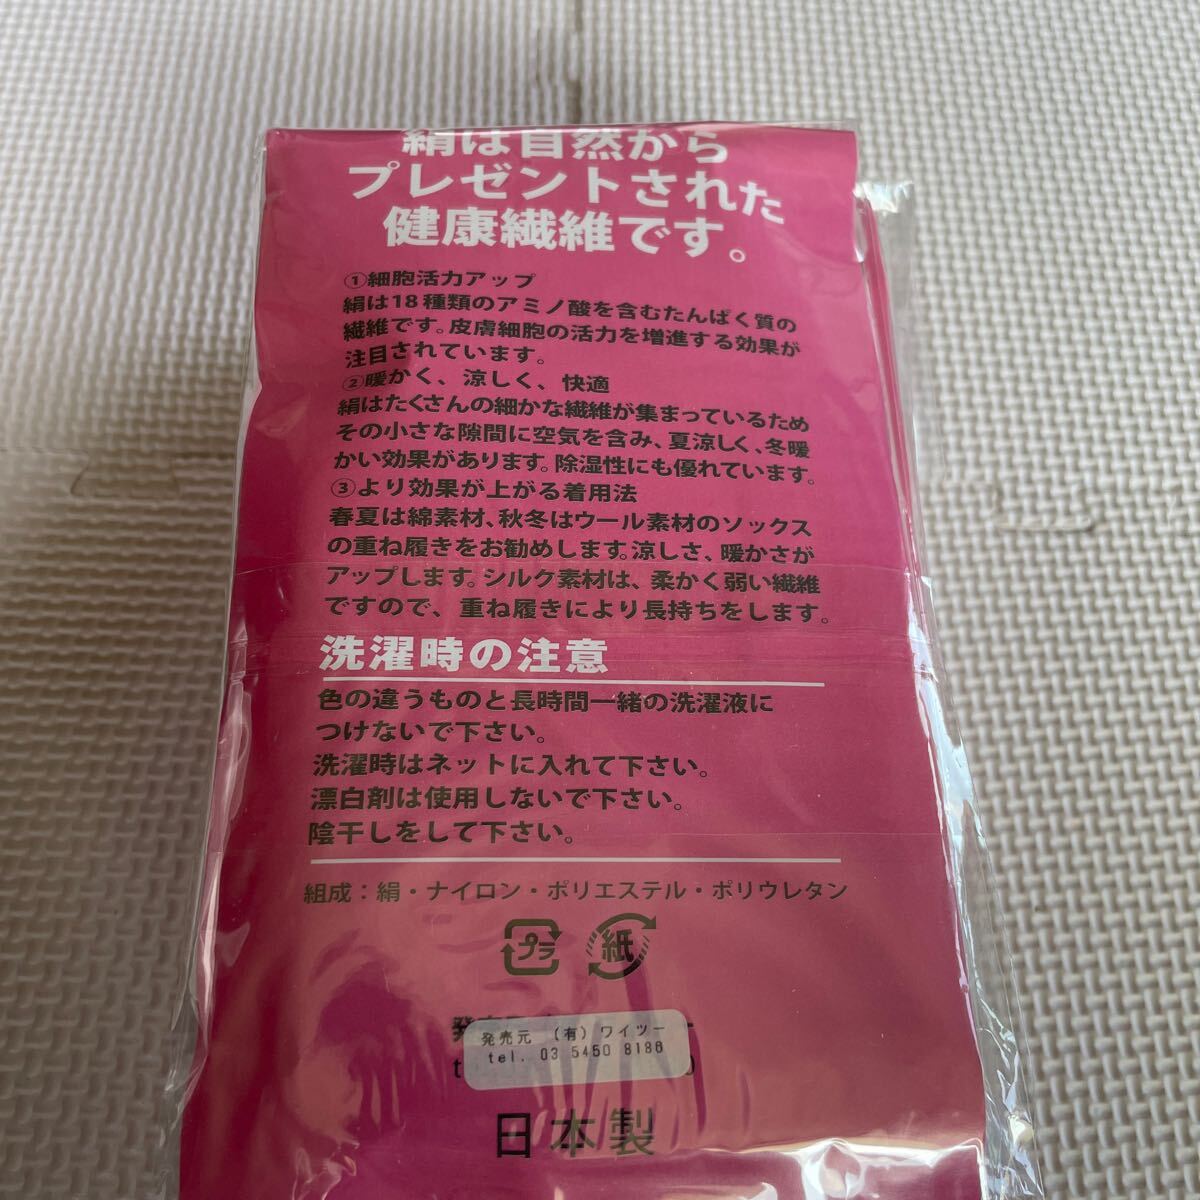 絹は自然から
プレゼントされた
健康繊維です。
①細胞活力アップ
絹は18種類のアミノ酸を含むたんぱく質の
繊維です。皮膚細胞の活力を増進する効果が
注目されています。
②暖かく、涼しく、快適
絹はたくさんの細かな繊維が集まっているため
その小さな隙間に空気を含み、夏涼しく、冬暖
かい効果があります。除湿性にも優れています。
③より効果が上がる着用法
春夏は綿素材、秋冬はウール素材のソックス
の重ね履きをお勧めします。涼しさ、暖かさが
アップします。シルク素材は、柔かく弱い繊維
ですので、重ね履きにより長持ちをします。
洗濯時の注意
色の違うものと長時間一緒の洗濯液に
つけないで下さい。
洗濯時はネットに入れて下さい。
漂白剤は使用しないで下さい。
陰干しをして下さい。
組成：絹・ナイロン・ポリエステル・ポリウレタン
プラ 紙
発売元 (有)ワイツー
tel. 03 5450 8186
日本製